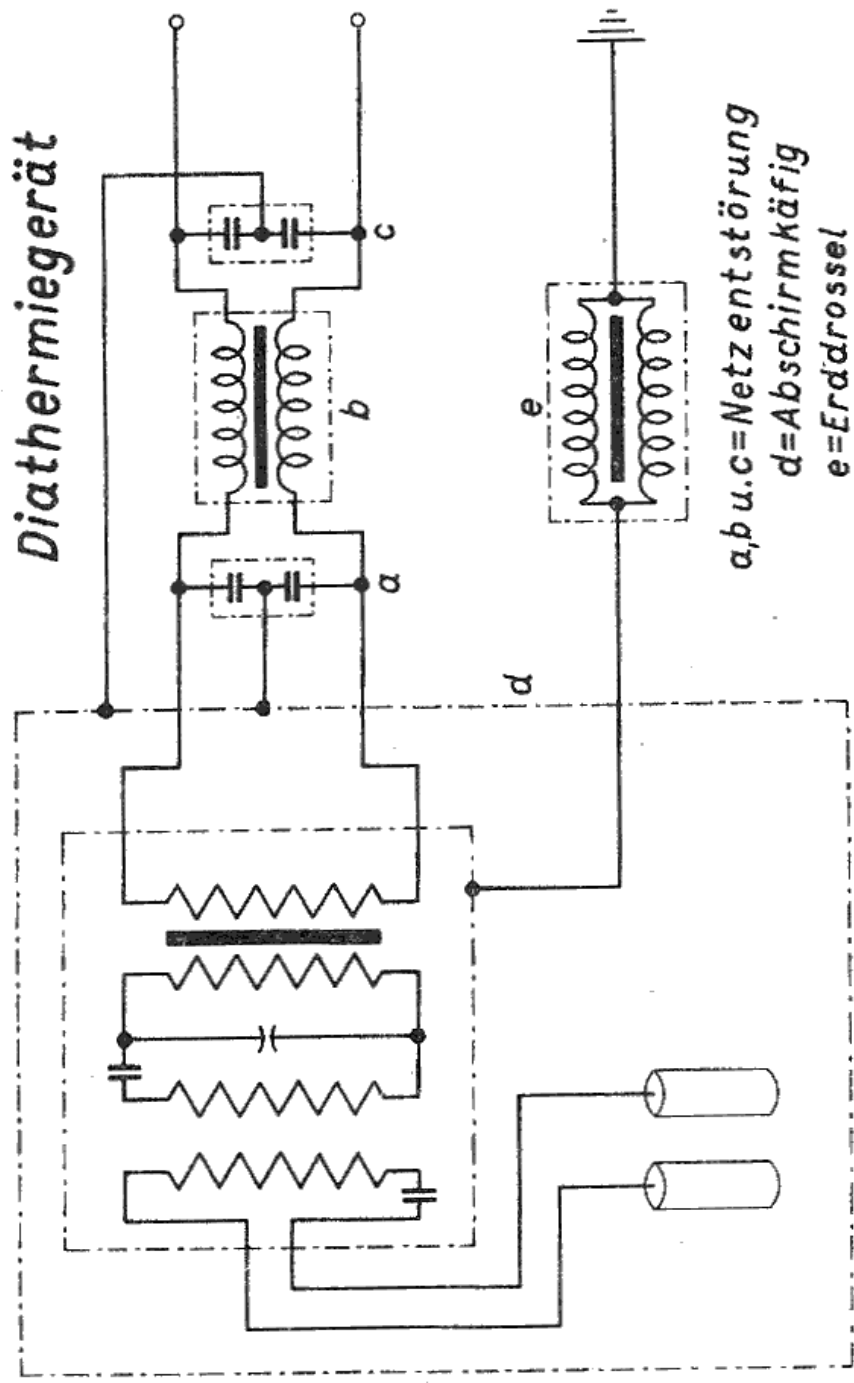 Diathermiegerät
c
b
a
e
d
a,b u.c=Netzentstörung
d=Abschirmkäfig
e=Erddrossel